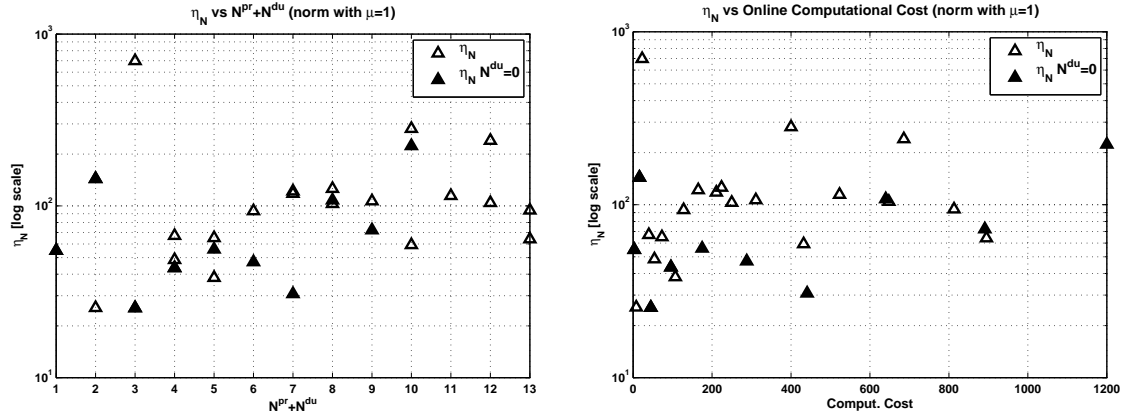 η_N vs N^pr+N^du (norm with μ=1)
10^3
10^2
10^1
η_N [log scale]
η_N
η_N N^du=0
1 2 3 4 5 6 7 8 9 10 11 12 13
N^pr+N^du
η_N vs Online Computational Cost (norm with μ=1)
10^3
10^2
10^1
η_N [log scale]
η_N
η_N N^du=0
0 200 400 600 800 1000 1200
Comput. Cost